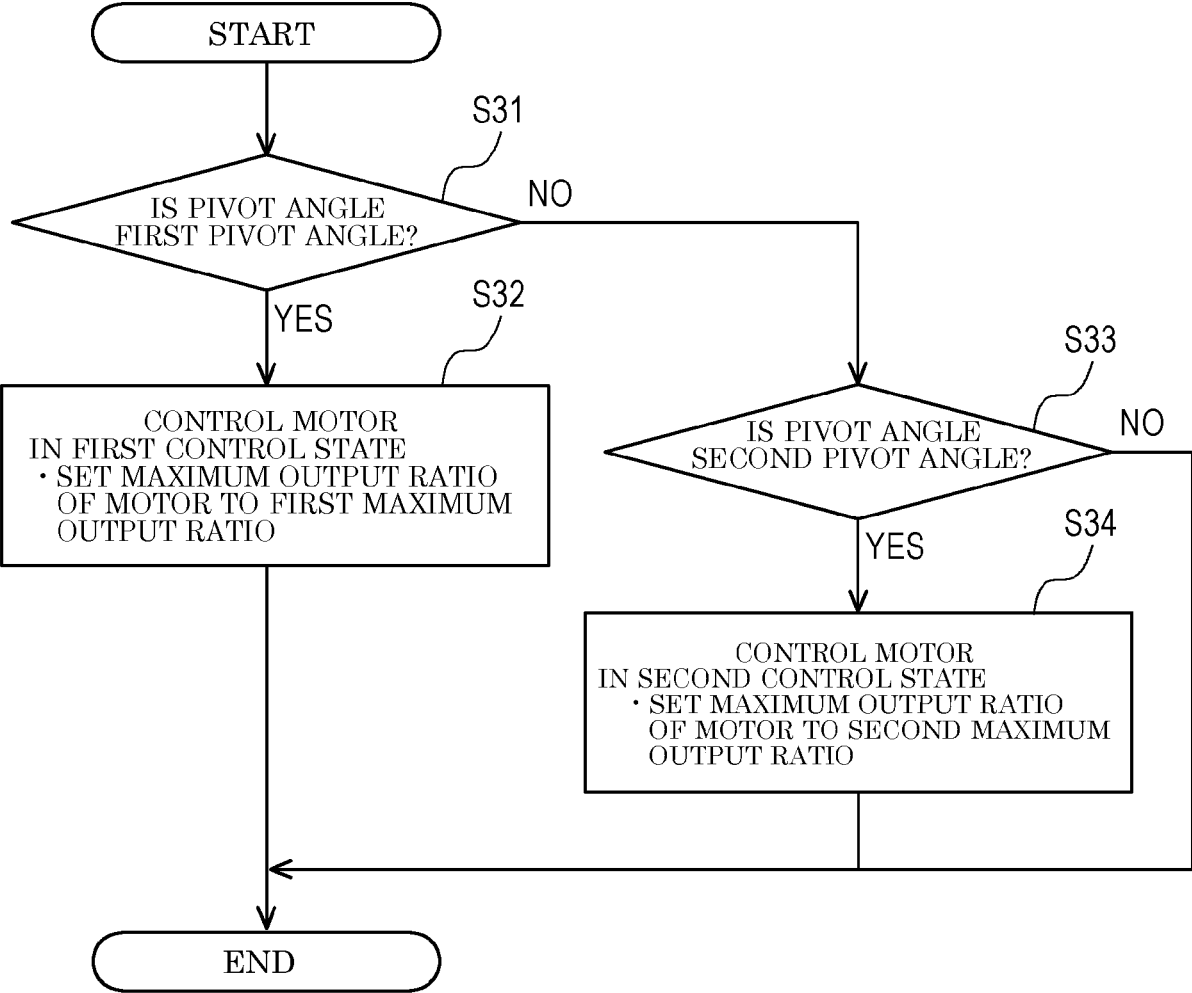 START
S31
IS PIVOT ANGLE
FIRST PIVOT ANGLE?
NO
YES
S32
CONTROL MOTOR
IN FIRST CONTROL STATE
・SET MAXIMUM OUTPUT RATIO
OF MOTOR TO FIRST MAXIMUM
OUTPUT RATIO
S33
IS PIVOT ANGLE
SECOND PIVOT ANGLE?
NO
YES
S34
CONTROL MOTOR
IN SECOND CONTROL STATE
・SET MAXIMUM OUTPUT RATIO
OF MOTOR TO SECOND MAXIMUM
OUTPUT RATIO
END